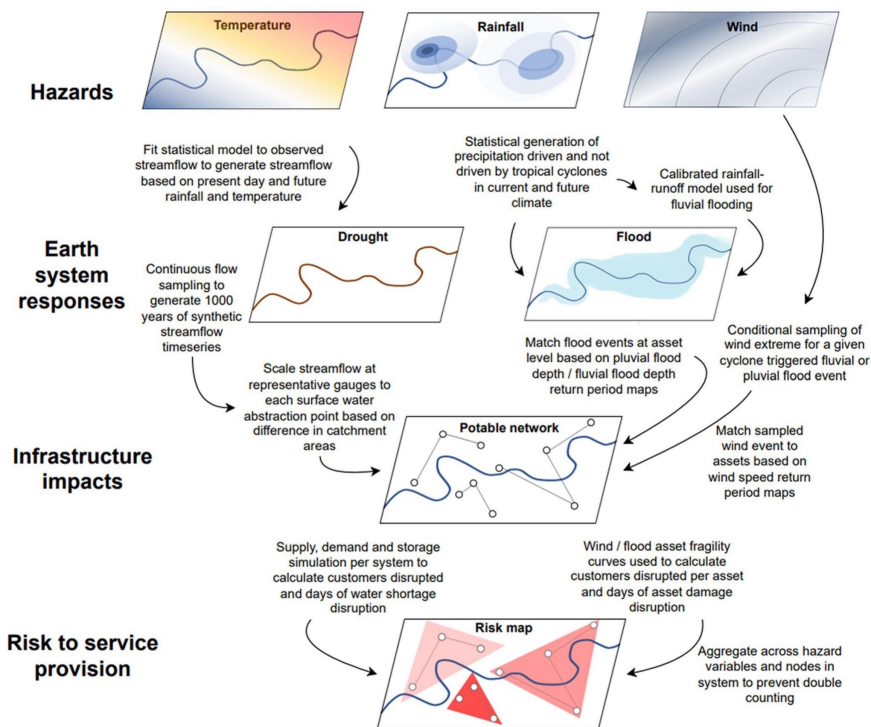 Temperature
Rainfall
Wind
Hazards
Fit statistical model to observed
streamflow to generate streamflow
based on present day and future
rainfall and temperature
Statistical generation of
precipitation driven and not
driven by tropical cyclones
in current and future
climate
Calibrated rainfall-
runoff model used for
fluvial flooding
Earth
system
responses
Drought
Flood
Continuous flow
sampling to
generate 1000
years of synthetic
streamflow
timeseries
Match flood events at asset
level based on pluvial flood
depth / fluvial flood depth
return period maps
Conditional sampling of
wind extreme for a given
cyclone triggered fluvial or
pluvial flood event
Scale streamflow at
representative gauges to
each surface water
abstraction point based on
difference in catchment
areas
Infrastructure
impacts
Potable network
Match sampled
wind event to
assets based on
wind speed return
period maps
Supply, demand and storage
simulation per system to
calculate customers disrupted
and days of water shortage
disruption
Wind / flood asset fragility
curves used to calculate
customers disrupted per asset
and days of asset damage
disruption
Risk to service
provision
Risk map
Aggregate across hazard
variables and nodes in
system to prevent double
counting